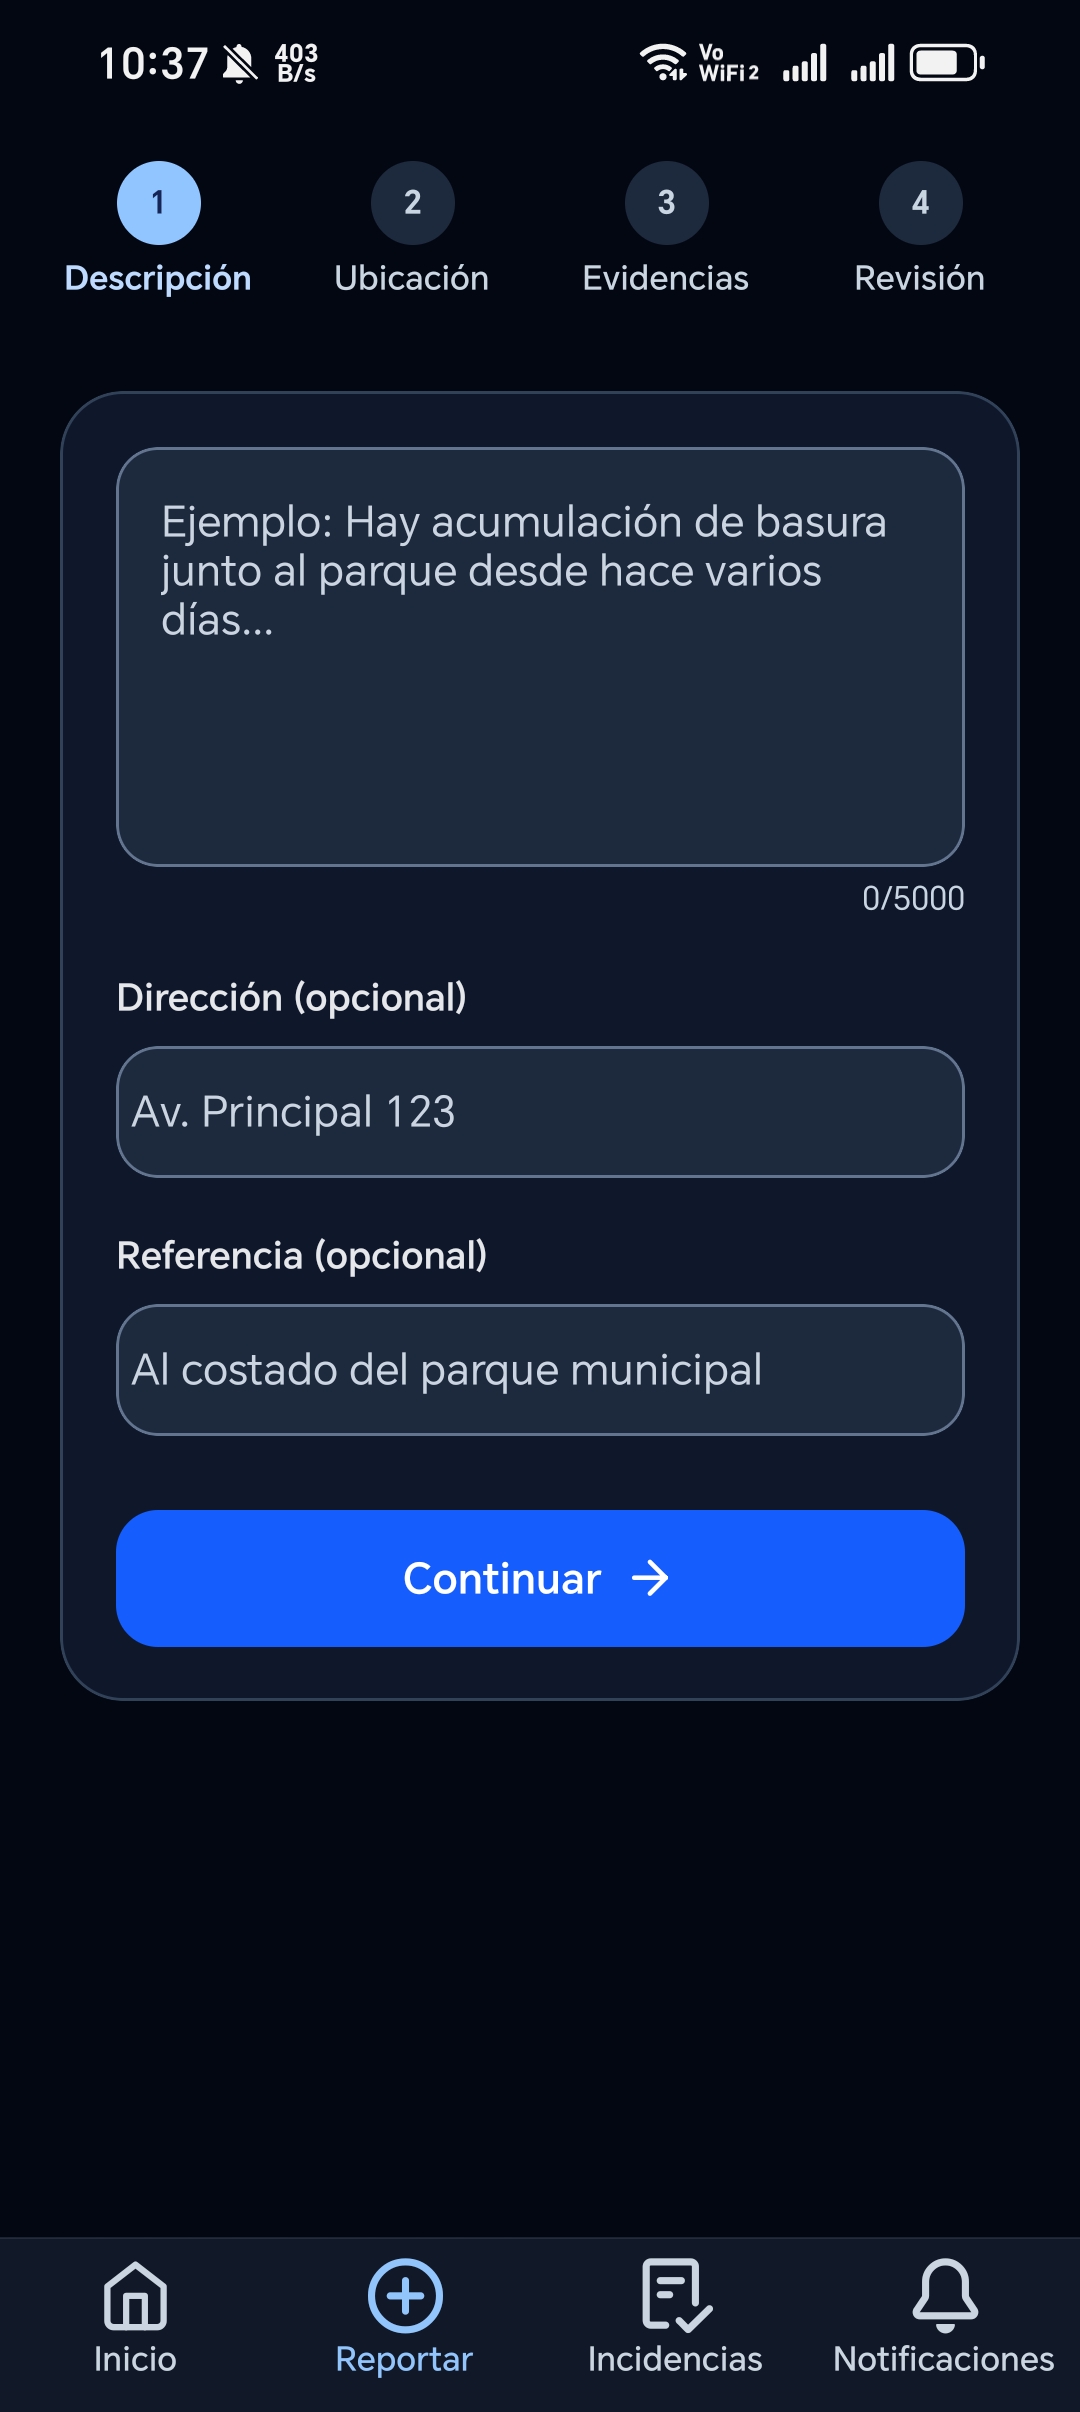 10:37 403 B/s Vo WiFi 2
1 2 3 4
Descripción Ubicación Evidencias Revisión
Ejemplo: Hay acumulación de basura
junto al parque desde hace varios
días...
0/5000
Dirección (opcional)
Av. Principal 123
Referencia (opcional)
Al costado del parque municipal
Continuar
Inicio Reportar Incidencias Notificaciones